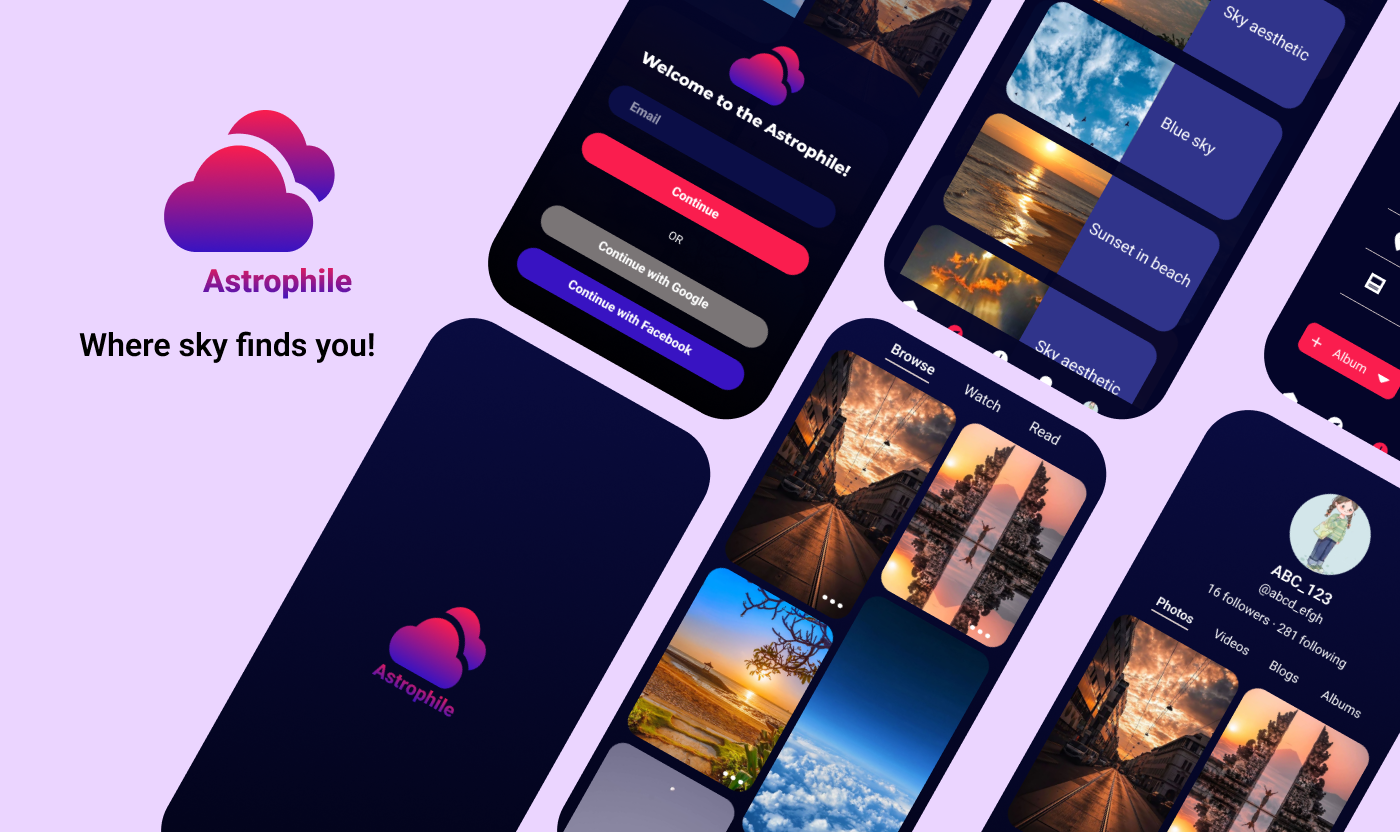 Astrophile
Where sky finds you!
Welcome to the Astrophile!
Email
Continue
OR
Continue with Google
Continue with Facebook
Sky aesthetic
Blue sky
Sunset in beach
Sky aesthetic
+ Album
Astrophile
Browse
Watch
Read
ABC_123
@abcd_efgh
16 followers · 281 following
Photos
Videos
Blogs
Albums